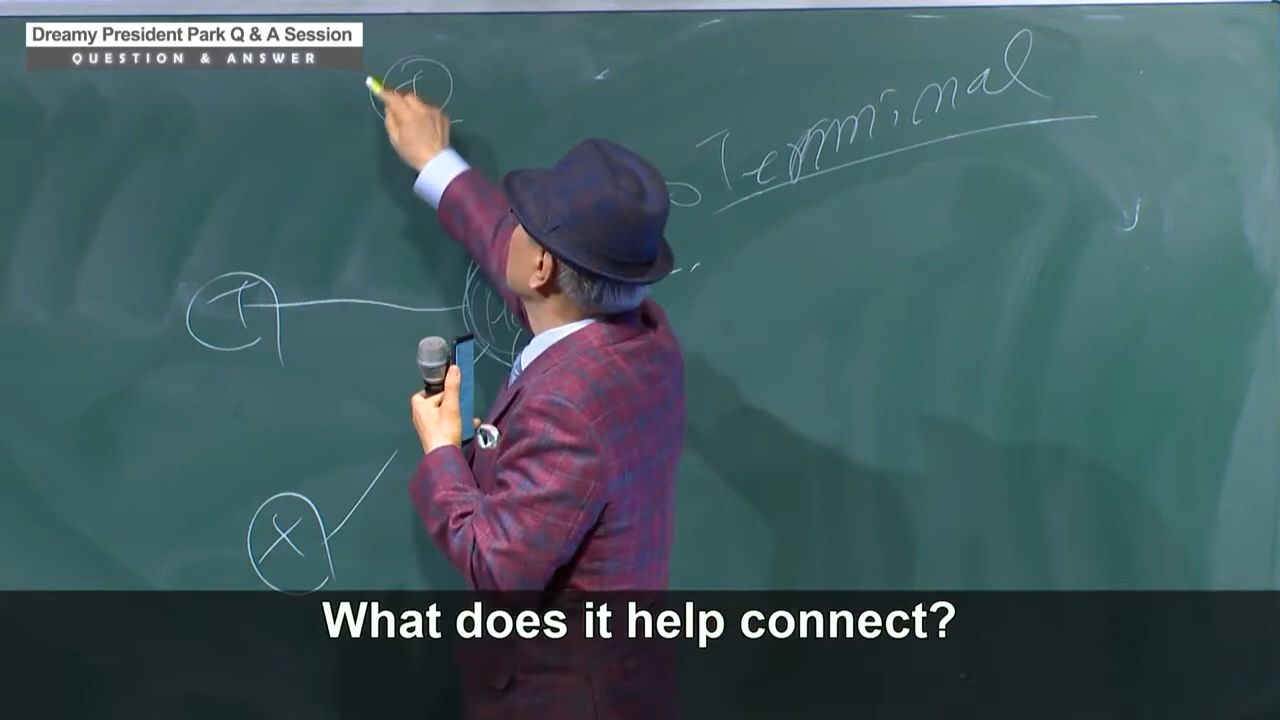 Dreamy President Park Q & A Session
QUESTION & ANSWER
Terminal
T
X
What does it help connect?